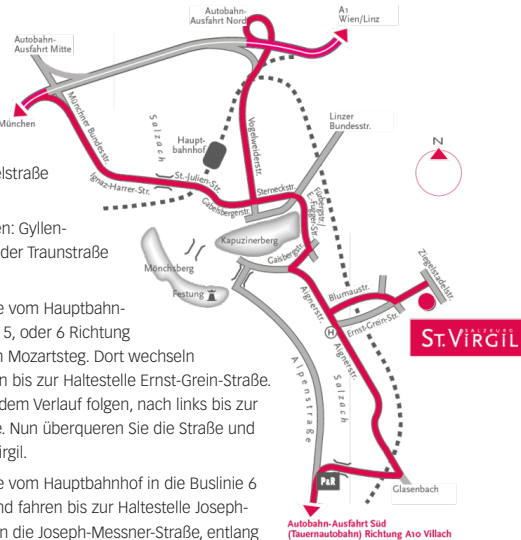 Autobahn-
Ausfahrt Nord
A1
Wien/Linz
Autobahn-
Ausfahrt Mitte
München
Münchner Bundesstr.
Salzach
Vogelweiderstr.
Linzer
Bundesstr.
Haupt-
bahnhof
N
Ignaz-Harrer-Str.
St.-Julien-Str.
Gabelsbergerstr.
Sterneckstr.
Fürbergstr./
E.-Fugger-Str.
Kapuzinerberg
Gaisbergstr.
Mönchsberg
Festung
Ziegelstadelstr.
Blumaustr.
Aignerstr.
H
Ernst-Grein-Str.
Aignerstr.
SALZBURG
ST. VIRGIL
Alpenstraße
Salzach
P&R
Glasenbach
Autobahn-Ausfahrt Süd
(Tauernautobahn) Richtung A10 Villach
elstraße
en: Gyllen-
der Traunstraße
e vom Hauptbahn-
5, oder 6 Richtung
n Mozartsteg. Dort wechseln
n bis zur Haltestelle Ernst-Grein-Straße.
dem Verlauf folgen, nach links bis zur
e. Nun überqueren Sie die Straße und
irgil.
e vom Hauptbahnhof in die Buslinie 6
nd fahren bis zur Haltestelle Joseph-
n die Joseph-Messner-Straße, entlang